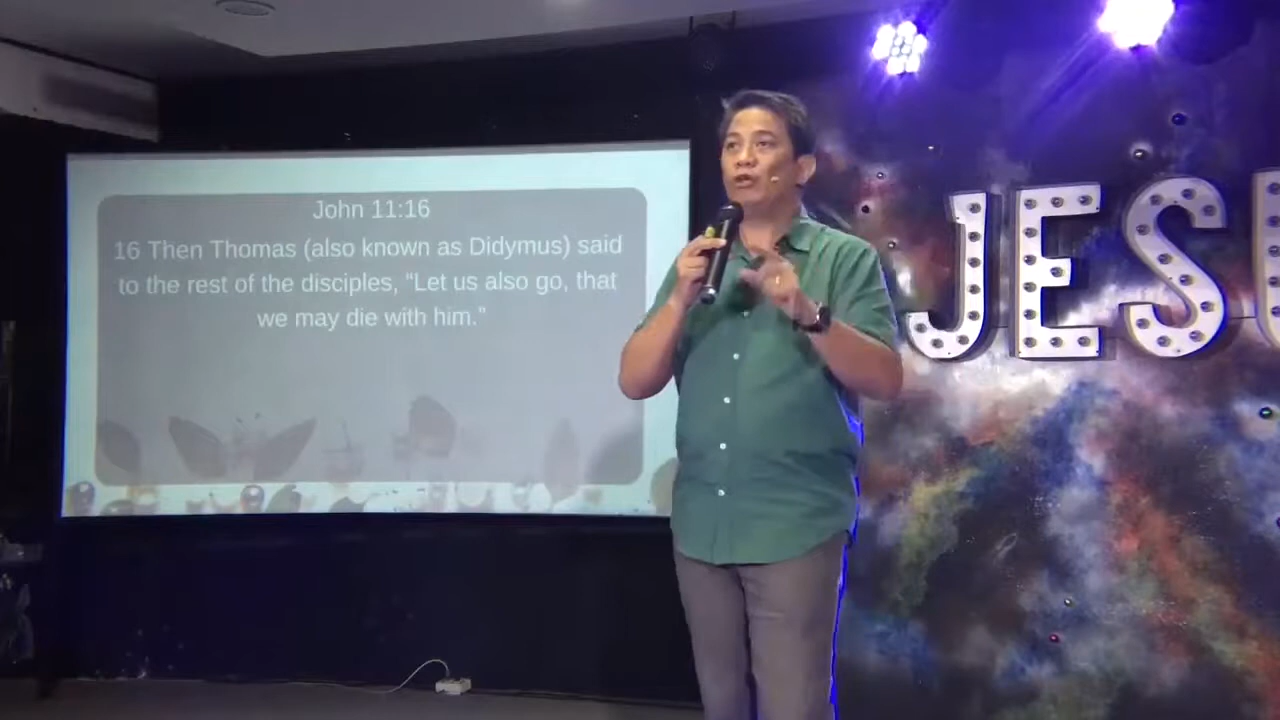 John 11:16
16 Then Thomas (also known as Didymus) said
to the rest of the disciples, “Let us also go, that
we may die with him.”
JESU